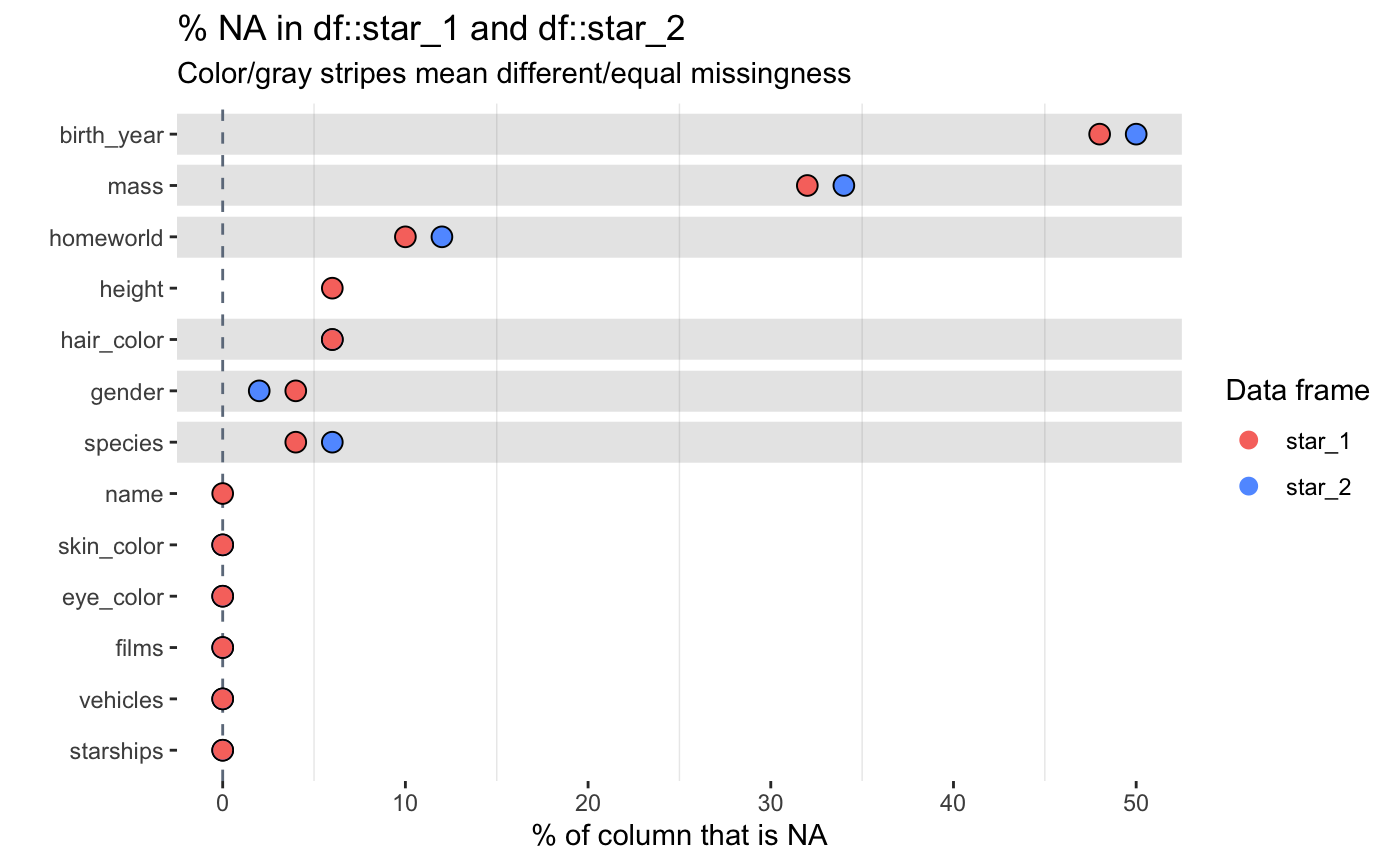 % NA in df::star_1 and df::star_2
Color/gray stripes mean different/equal missingness
birth_year
mass
homeworld
height
hair_color
gender
species
name
skin_color
eye_color
films
vehicles
starships
0 10 20 30 40 50
% of column that is NA
Data frame
star_1
star_2